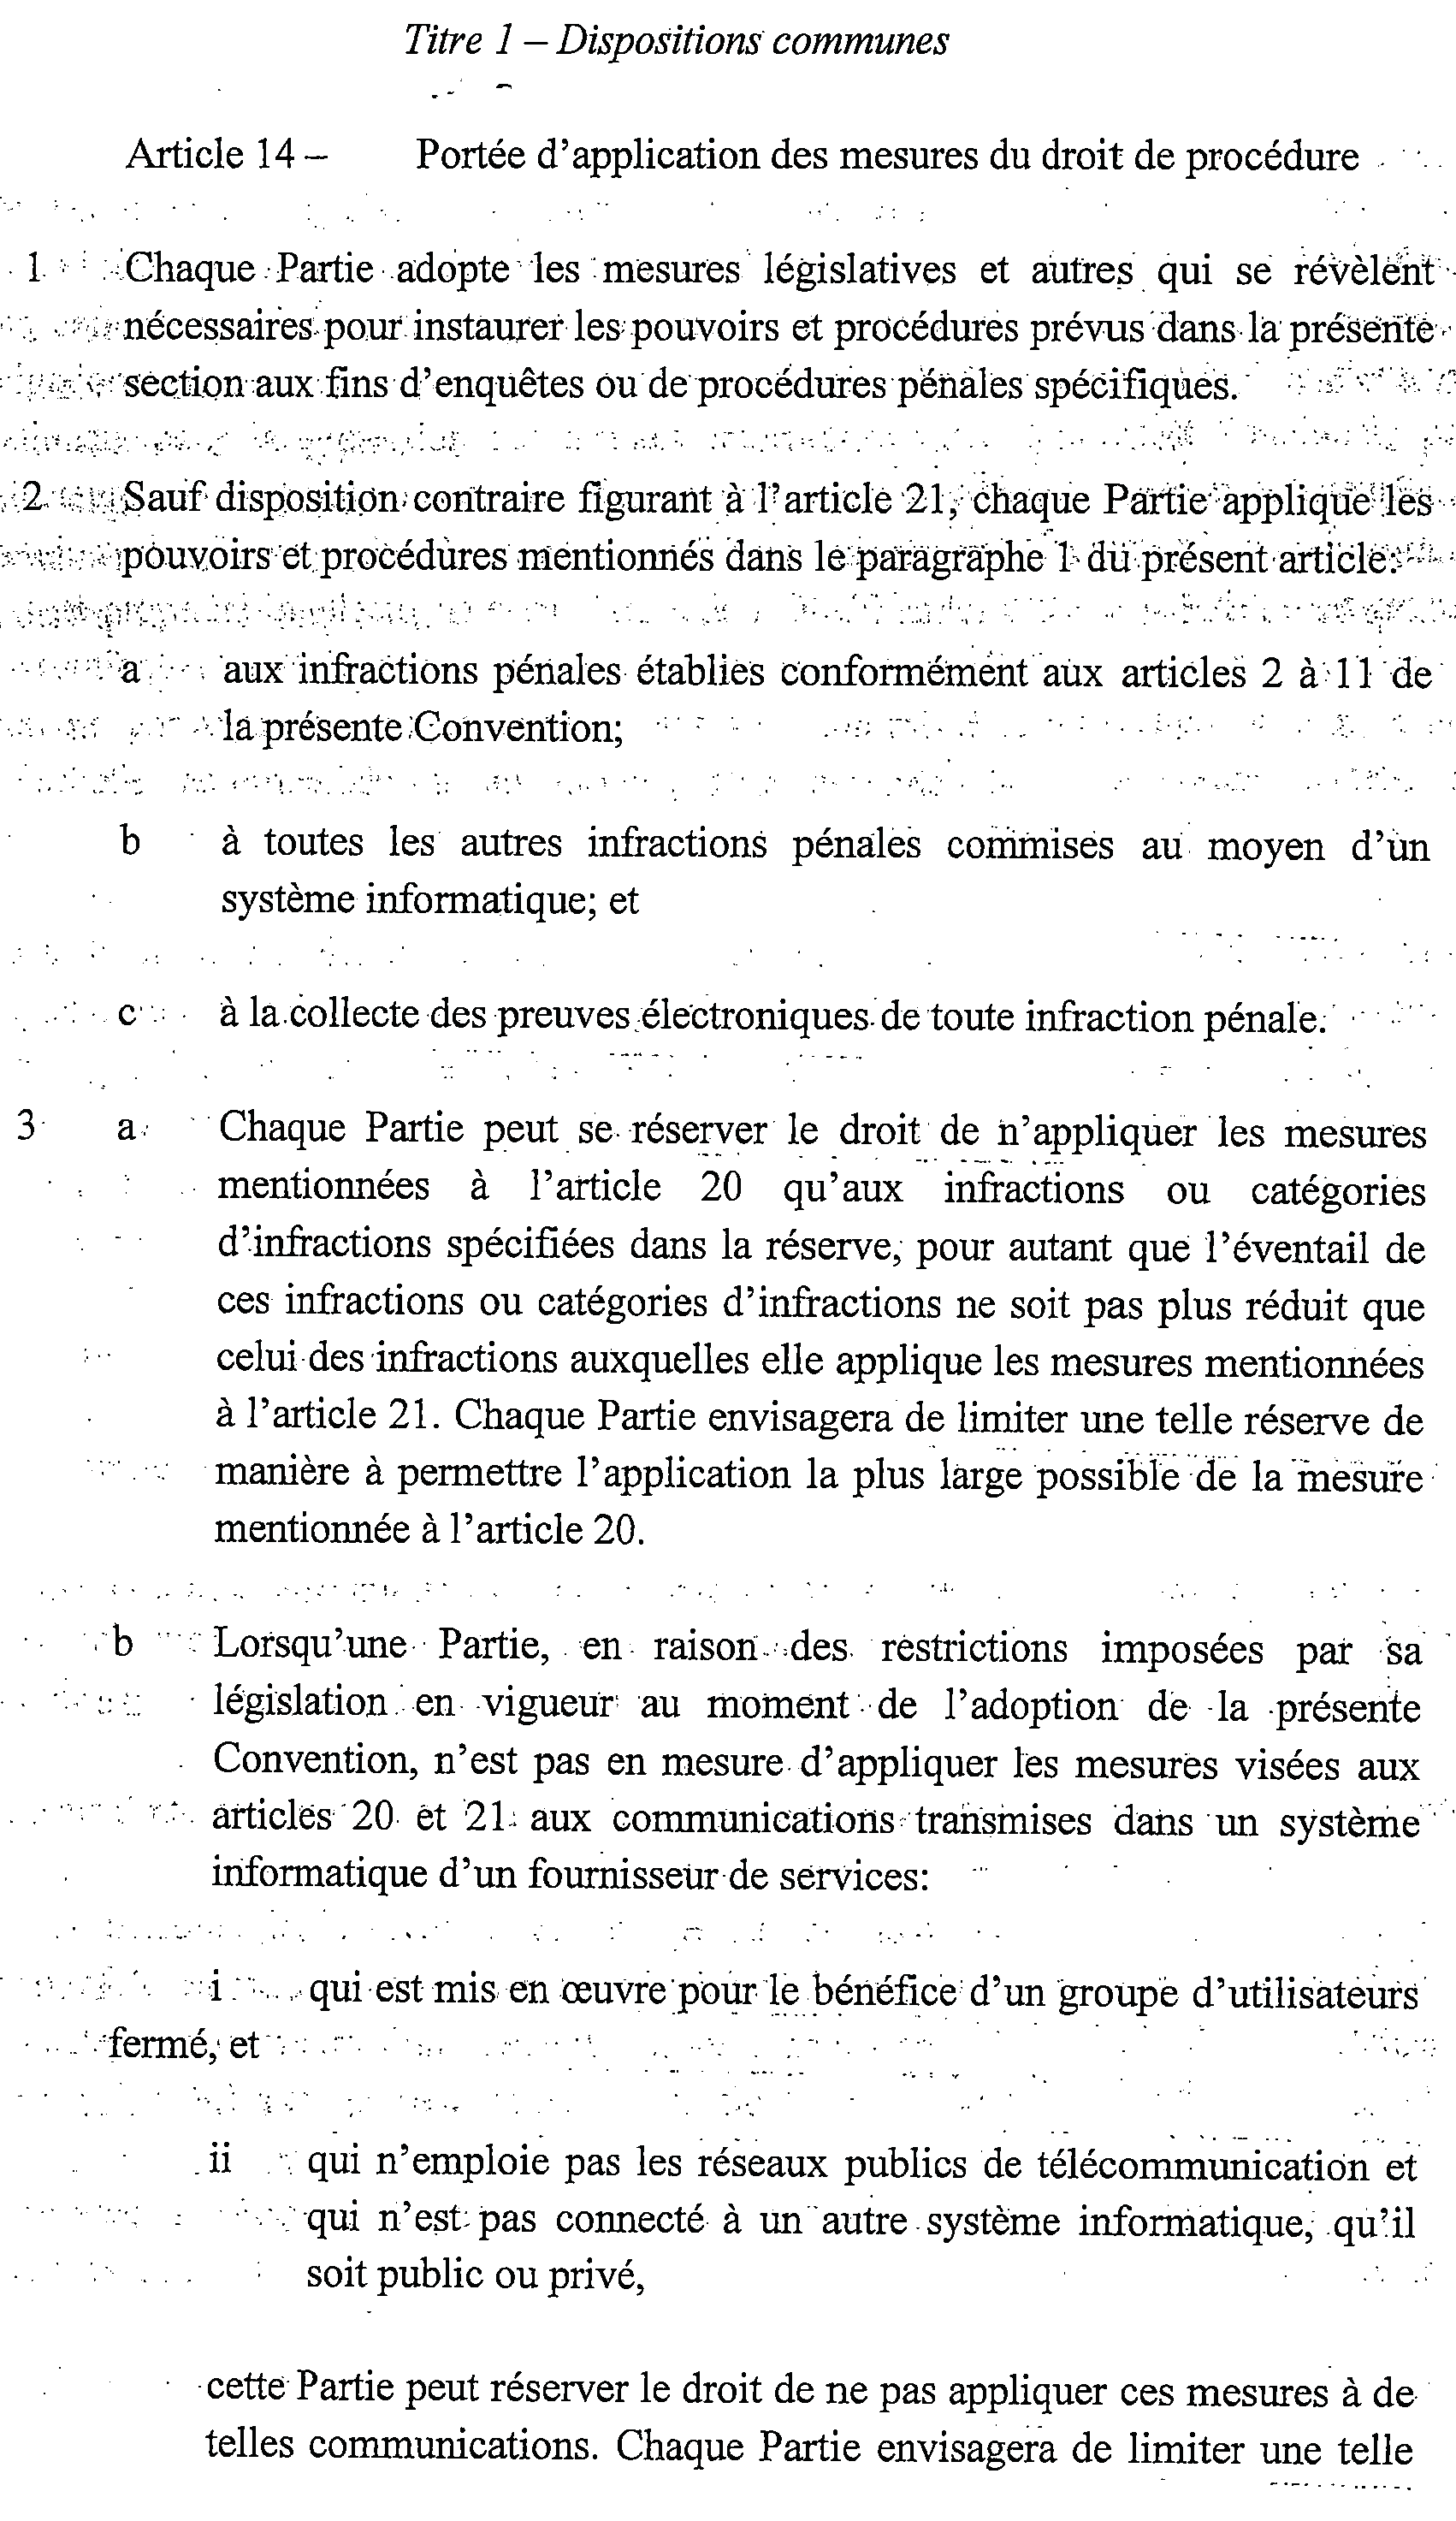 Titre 1 – Dispositions communes
Article 14 – Portée d'application des mesures du droit de procédure
1 Chaque Partie adopte les mesures législatives et autres qui se révèlent
nécessaires pour instaurer les pouvoirs et procédures prévus dans la présente
section aux fins d'enquêtes ou de procédures pénales spécifiques.
2 Sauf disposition contraire figurant à l'article 21, chaque Partie applique les
pouvoirs et procédures mentionnés dans le paragraphe 1 du présent article:
a aux infractions pénales établies conformément aux articles 2 à 11 de
la présente Convention;
b à toutes les autres infractions pénales commises au moyen d'un
système informatique; et
c à la collecte des preuves électroniques de toute infraction pénale.
3 a Chaque Partie peut se réserver le droit de n'appliquer les mesures
mentionnées à l'article 20 qu'aux infractions ou catégories
d'infractions spécifiées dans la réserve, pour autant que l'éventail de
ces infractions ou catégories d'infractions ne soit pas plus réduit que
celui des infractions auxquelles elle applique les mesures mentionnées
à l'article 21. Chaque Partie envisagera de limiter une telle réserve de
manière à permettre l'application la plus large possible de la mesure
mentionnée à l'article 20.
b Lorsqu'une Partie, en raison des restrictions imposées par sa
législation en vigueur au moment de l'adoption de la présente
Convention, n'est pas en mesure d'appliquer les mesures visées aux
articles 20 et 21 aux communications transmises dans un système
informatique d'un fournisseur de services:
i qui est mis en œuvre pour le bénéfice d'un groupe d'utilisateurs
fermé, et
ii qui n'emploie pas les réseaux publics de télécommunication et
qui n'est pas connecté à un autre système informatique, qu'il
soit public ou privé,
cette Partie peut réserver le droit de ne pas appliquer ces mesures à de
telles communications. Chaque Partie envisagera de limiter une telle